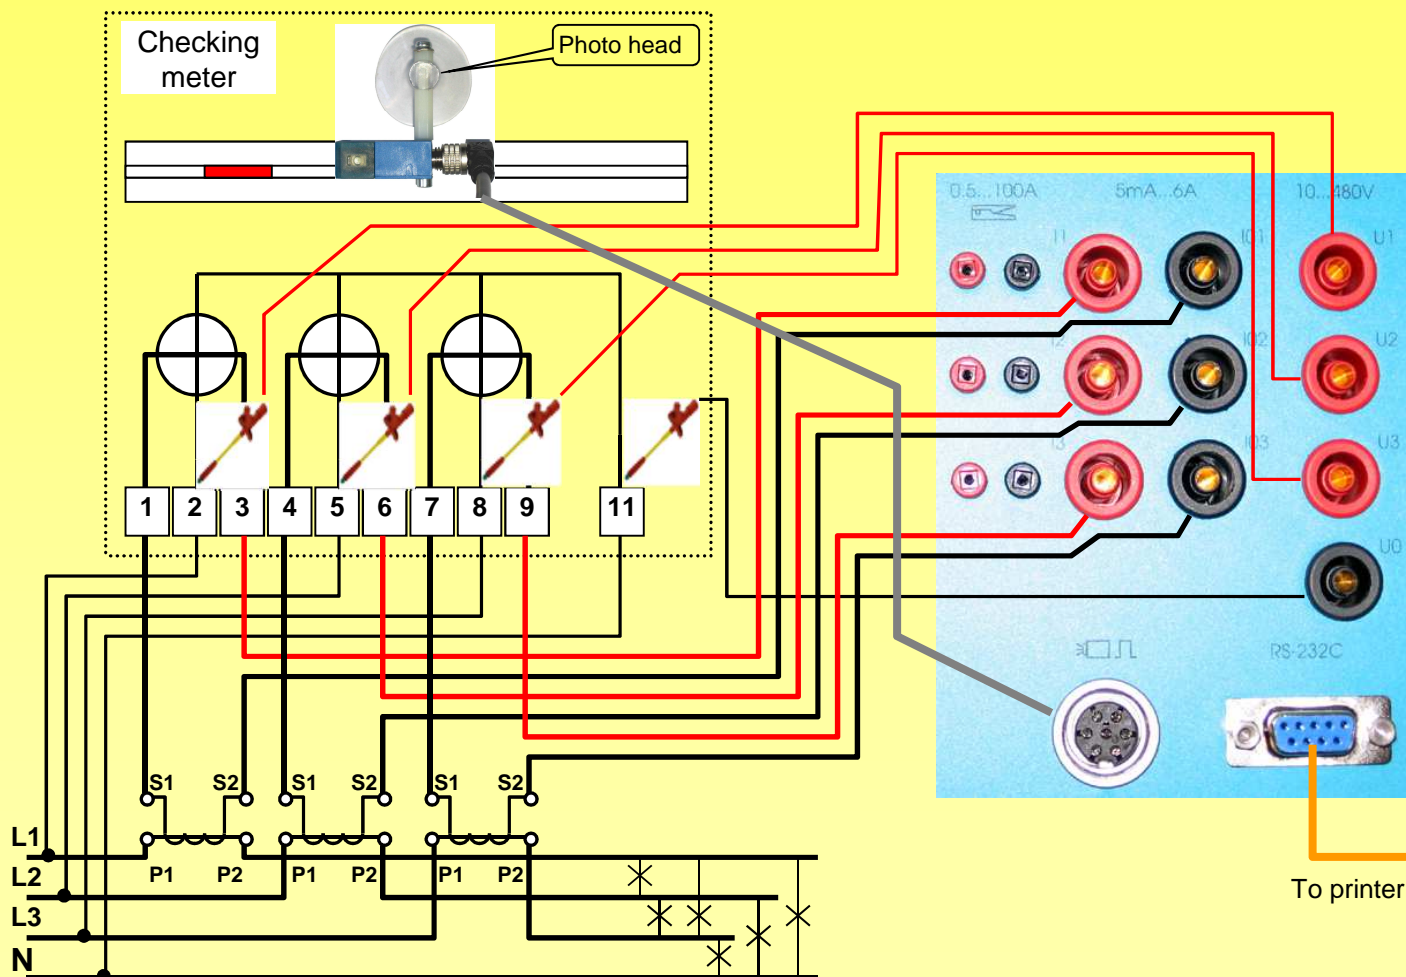 Checking
meter
Photo head
0.5...100A
5mA...6A
10...480V
I1
I01
U1
I2
I02
U2
I3
I03
U3
U0
1
2
3
4
5
6
7
8
9
11
RS-232C
S1
S2
S1
S2
S1
S2
L1
P1
P2
P1
P2
P1
P2
L2
L3
N
To printer